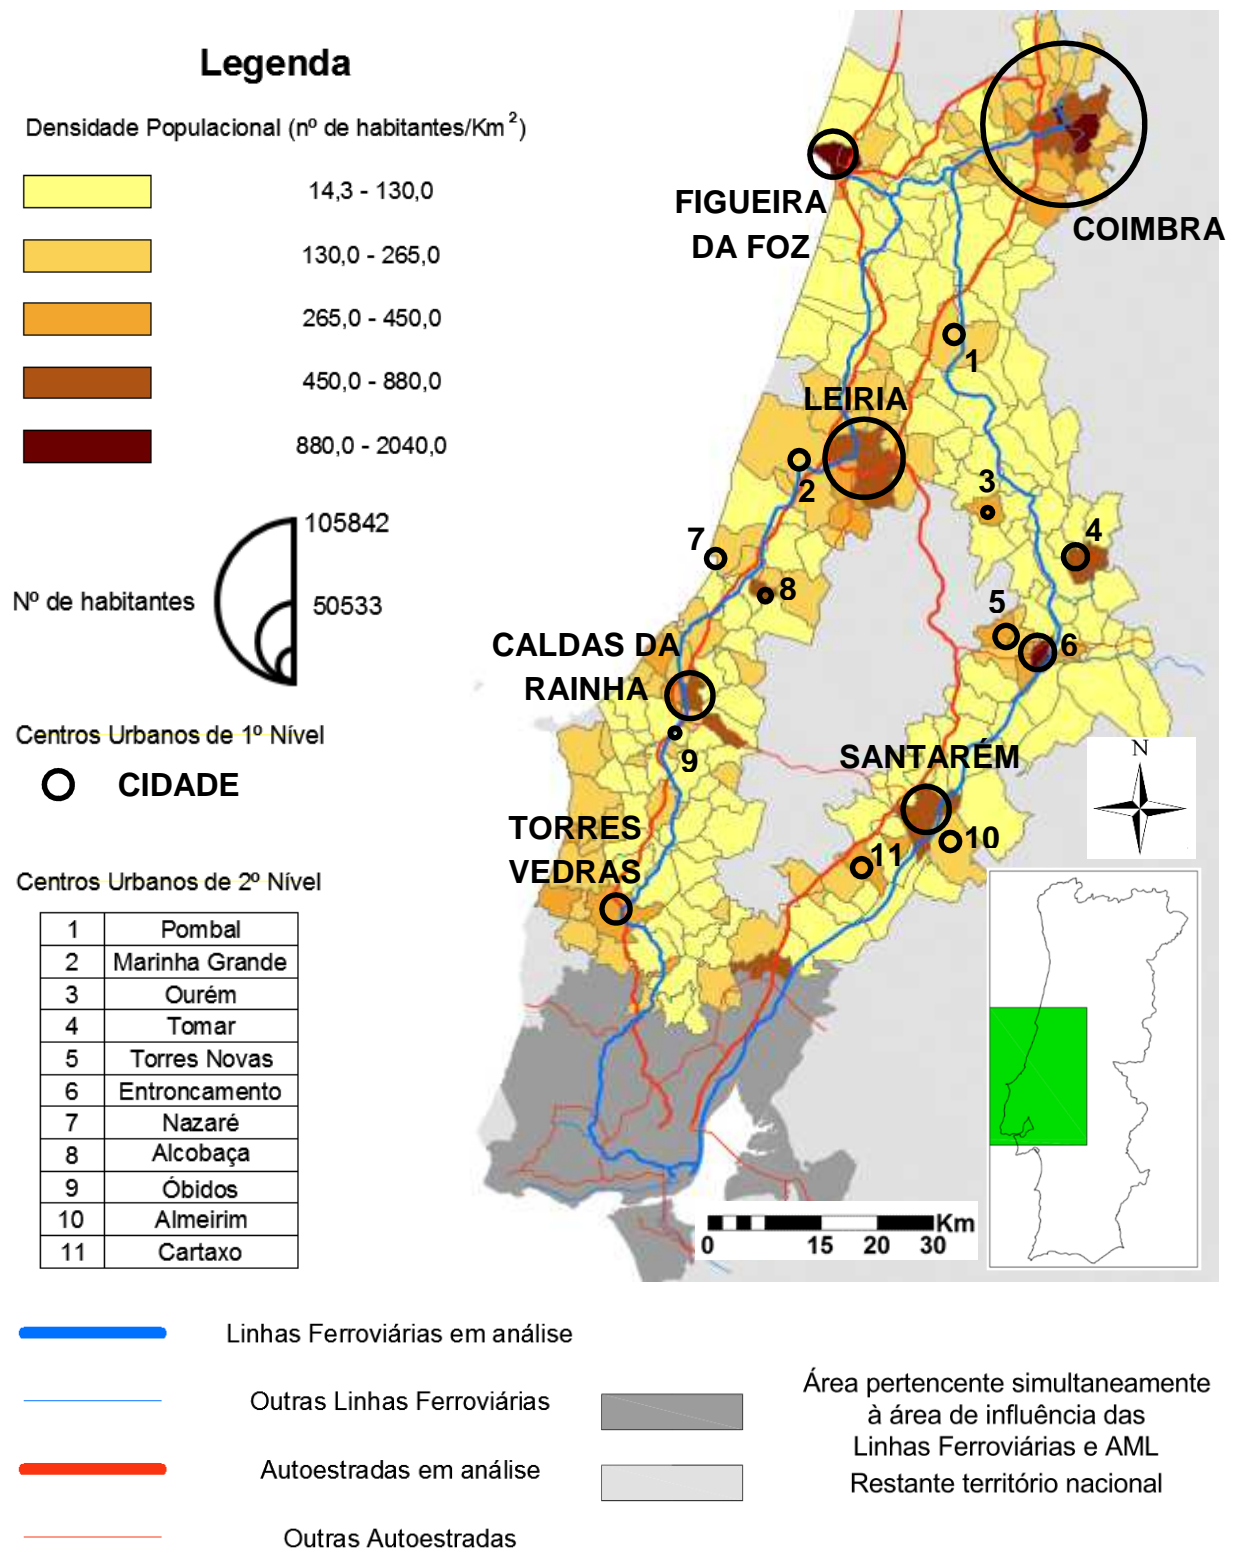 Legenda
Densidade Populacional (nº de habitantes/Km²)
14,3 - 130,0
130,0 - 265,0
265,0 - 450,0
450,0 - 880,0
880,0 - 2040,0
105842
Nº de habitantes
50533
Centros Urbanos de 1º Nível
CIDADE
Centros Urbanos de 2º Nível
1 Pombal
2 Marinha Grande
3 Ourém
4 Tomar
5 Torres Novas
6 Entroncamento
7 Nazaré
8 Alcobaça
9 Óbidos
10 Almeirim
11 Cartaxo
FIGUEIRA
DA FOZ
COIMBRA
1
LEIRIA
2
3
4
7
8
5
6
CALDAS DA
RAINHA
9
SANTARÉM
N
TORRES
VEDRAS
10
11
Km
0 15 20 30
Linhas Ferroviárias em análise
Outras Linhas Ferroviárias
Autoestradas em análise
Outras Autoestradas
Área pertencente simultaneamente
à área de influência das
Linhas Ferroviárias e AML
Restante território nacional